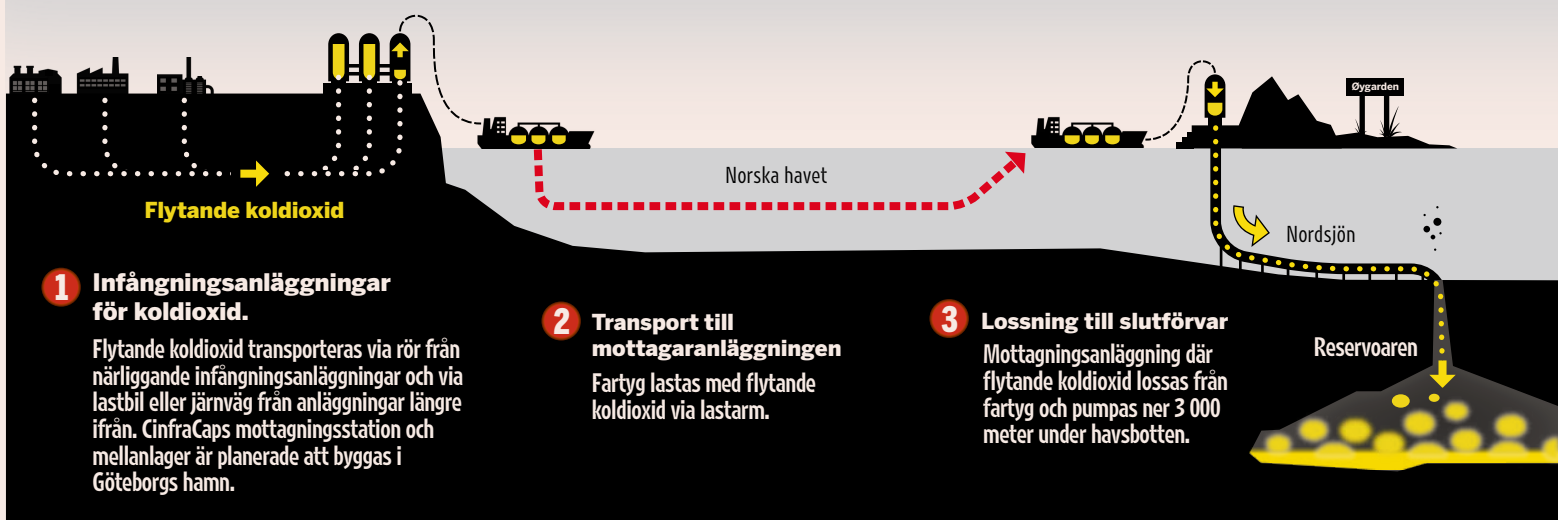 Øygarden
Norska havet
Flytande koldioxid
Nordsjön
1
Infångningsanläggningar
för koldioxid.
Flytande koldioxid transporteras via rör från
närliggande infångningsanläggningar och via
lastbil eller järnväg från anläggningar längre
ifrån. CinfraCaps mottagningsstation och
mellanlager är planerade att byggas i
Göteborgs hamn.
2
Transport till
mottagaranläggningen
Fartyg lastas med flytande
koldioxid via lastarm.
3
Lossning till slutförvar
Mottagningsanläggning där
flytande koldioxid lossas från
fartyg och pumpas ner 3 000
meter under havsbotten.
Reservoaren